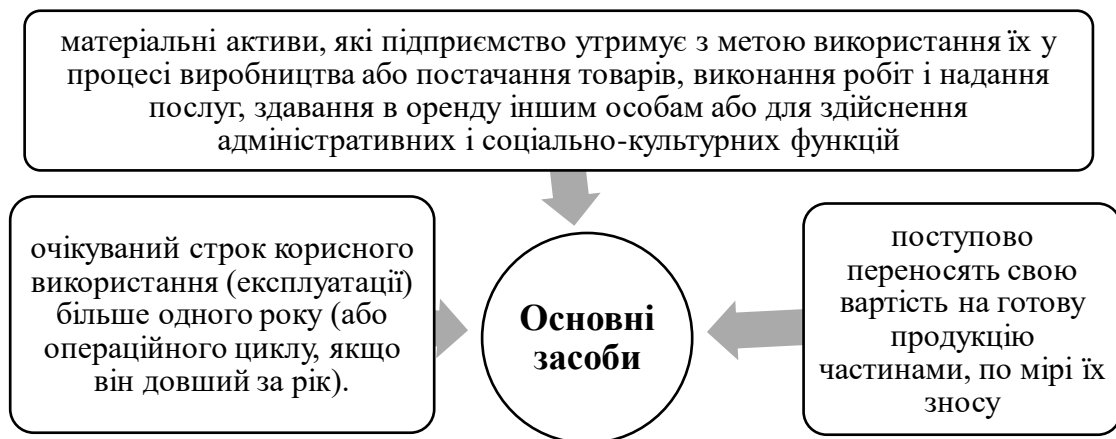 матеріальні активи, які підприємство утримує з метою використання їх у
процесі виробництва або постачання товарів, виконання робіт і надання
послуг, здавання в оренду іншим особам або для здійснення
адміністративних і соціально-культурних функцій
очікуваний строк корисного
використання (експлуатації)
більше одного року (або
операційного циклу, якщо
він довший за рік).
Основні
засоби
поступово
переносять свою
вартість на готову
продукцію
частинами, по мірі їх
зносу